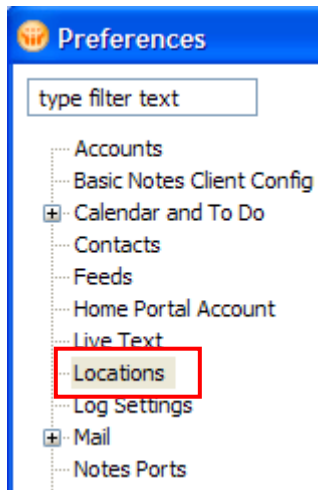 Preferences
type filter text
Accounts
Basic Notes Client Config
Calendar and To Do
Contacts
Feeds
Home Portal Account
Live Text
Locations
Log Settings
Mail
Notes Ports